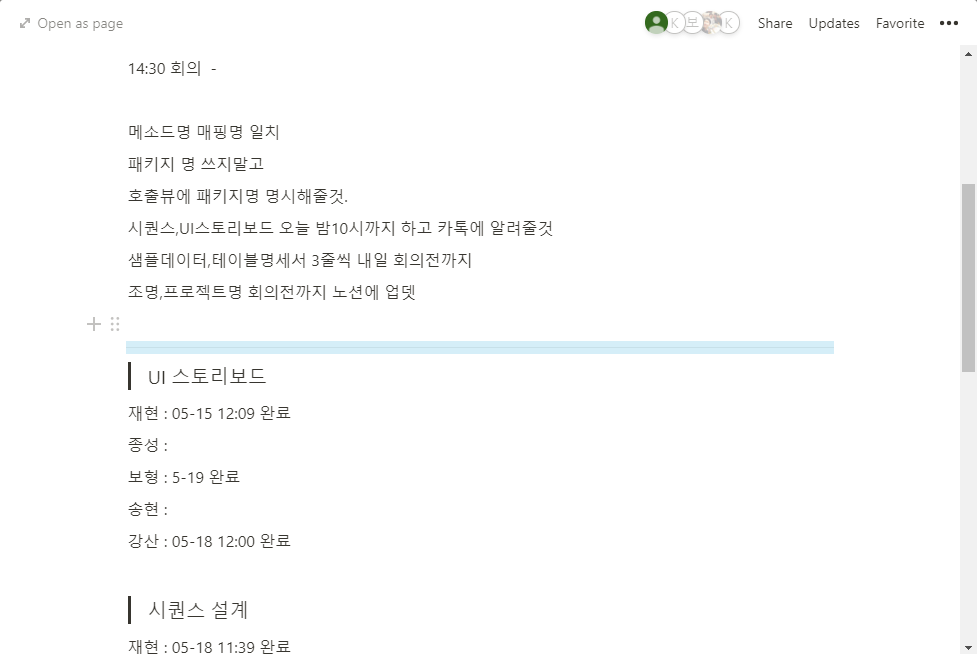 Open as page
K 보 K Share Updates Favorite
14:30 회의 -
메소드명 매핑명 일치
패키지 명 쓰지말고
호출뷰에 패키지명 명시해줄것.
시퀀스,UI스토리보드 오늘 밤10시까지 하고 카톡에 알려줄것
샘플데이터,테이블명세서 3줄씩 내일 회의전까지
조명,프로젝트명 회의전까지 노션에 업뎃
UI 스토리보드
재현 : 05-15 12:09 완료
종성 :
보형 : 5-19 완료
송현 :
강산 : 05-18 12:00 완료
시퀀스 설계
재현 : 05-18 11:39 완료